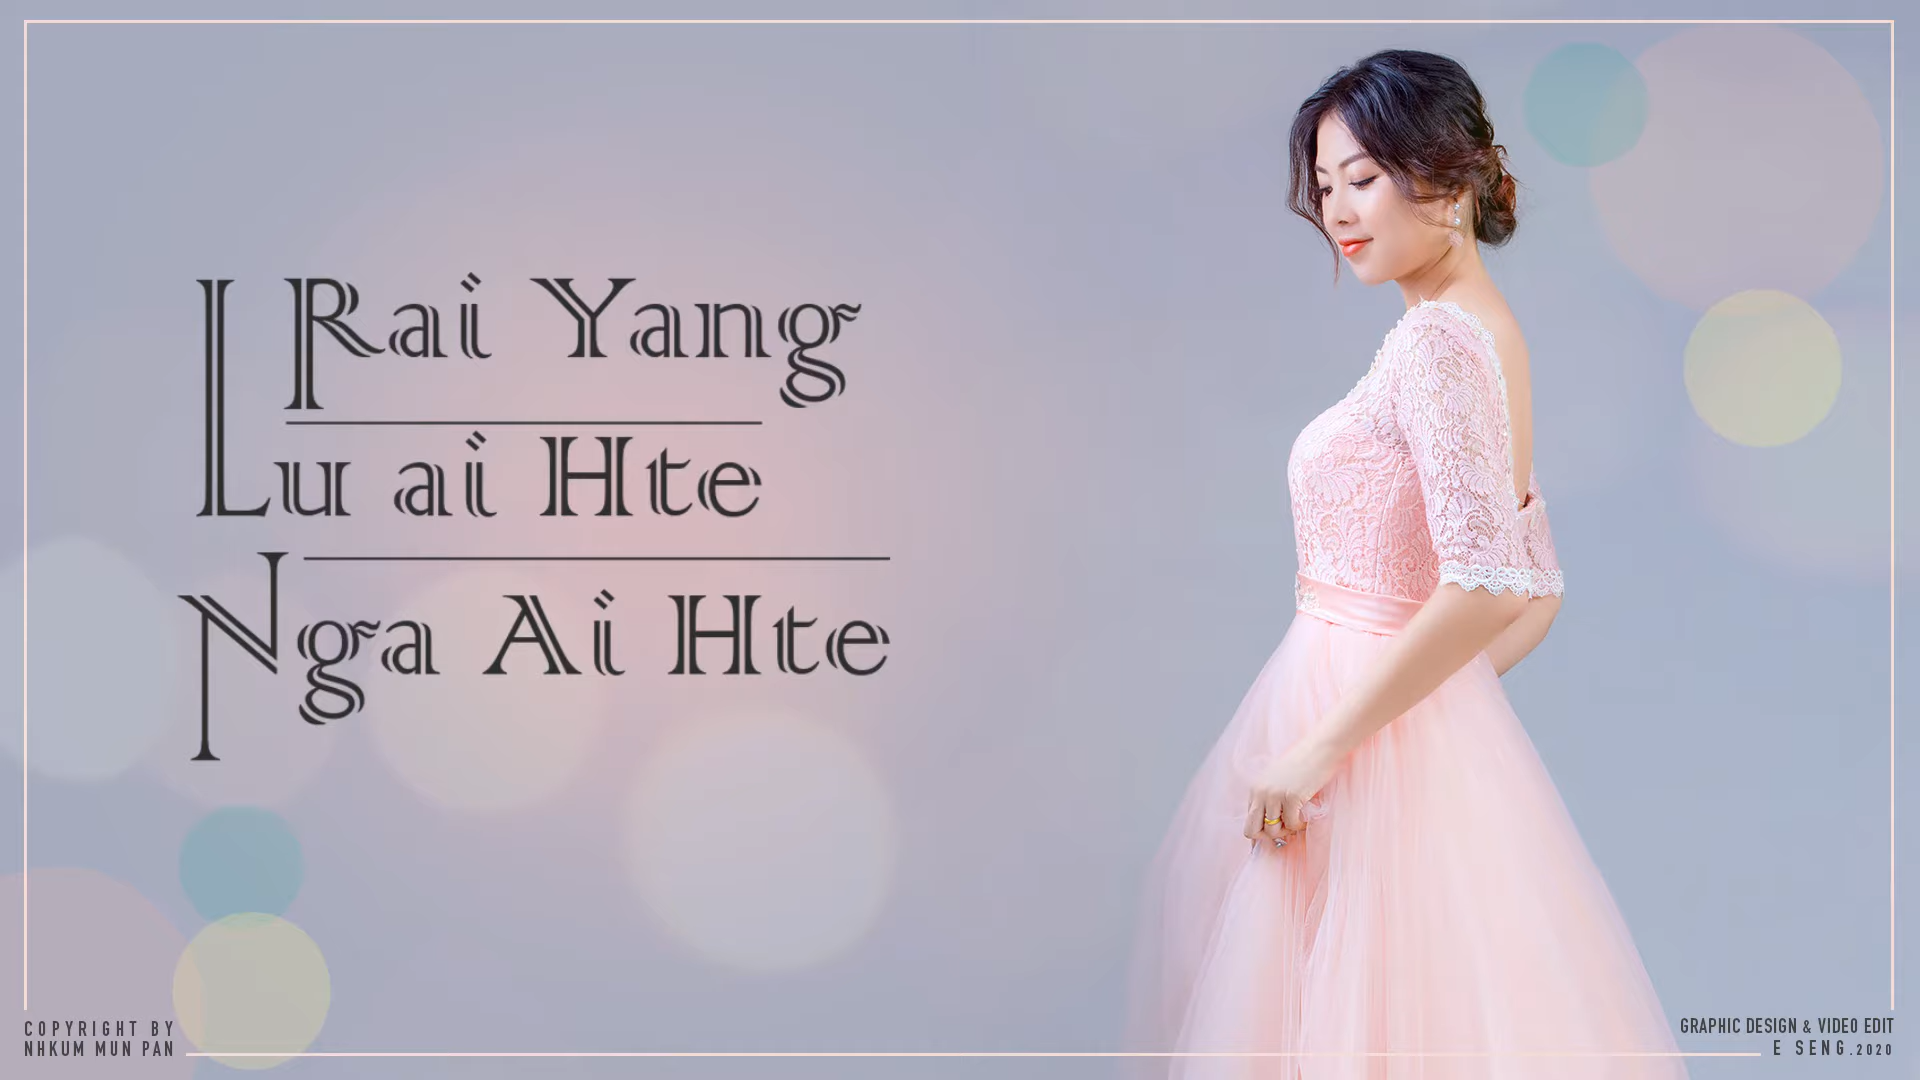 Rai Yang
Lu ai Hte
Nga Ai Hte
COPYRIGHT BY
NHKUM MUN PAN
GRAPHIC DESIGN & VIDEO EDIT
E SENG.2020